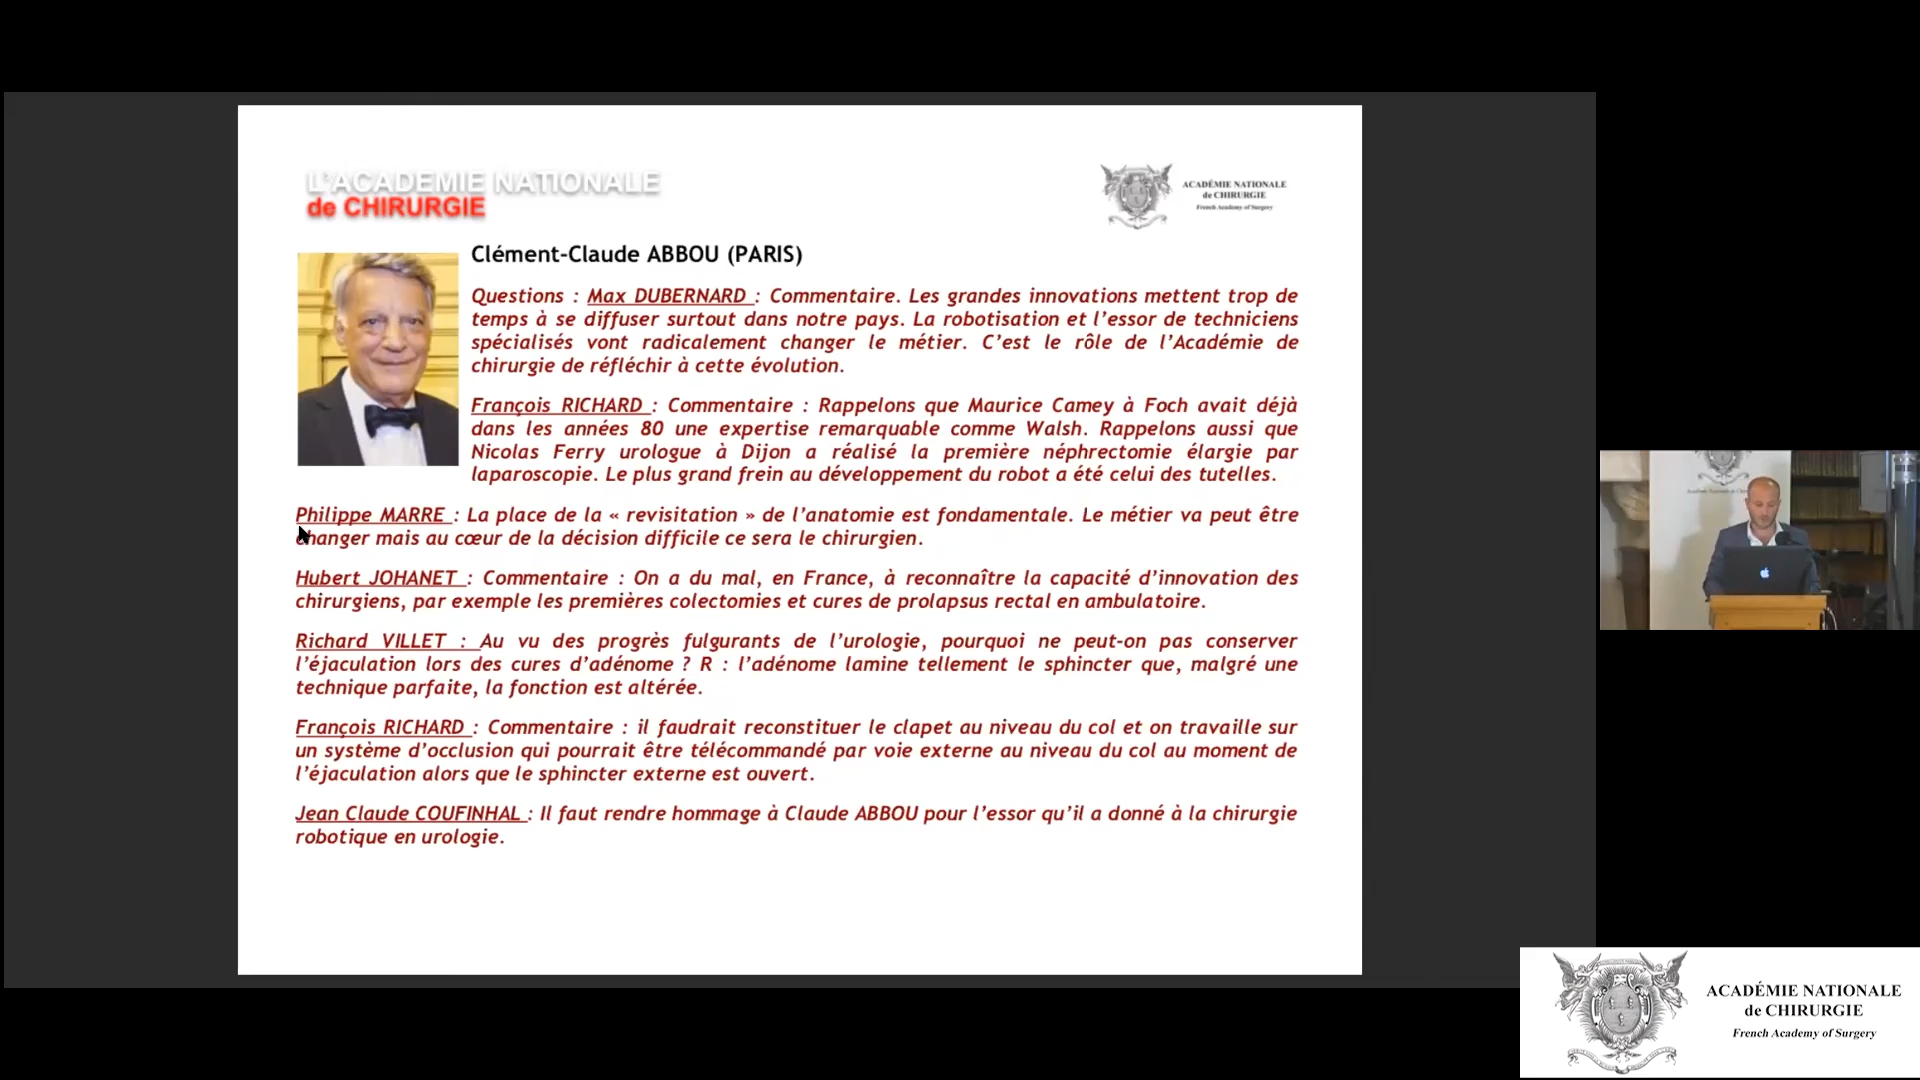 L'ACADEMIE NATIONALE
de CHIRURGIE
ACADÉMIE NATIONALE
de CHIRURGIE
French Academy of Surgery
Clément-Claude ABBOU (PARIS)
Questions : Max DUBERNARD : Commentaire. Les grandes innovations mettent trop de
temps à se diffuser surtout dans notre pays. La robotisation et l'essor de techniciens
spécialisés vont radicalement changer le métier. C'est le rôle de l'Académie de
chirurgie de réfléchir à cette évolution.
François RICHARD : Commentaire : Rappelons que Maurice Camey à Foch avait déjà
dans les années 80 une expertise remarquable comme Walsh. Rappelons aussi que
Nicolas Ferry urologue à Dijon a réalisé la première néphrectomie élargie par
laparoscopie. Le plus grand frein au développement du robot a été celui des tutelles.
Philippe MARRE : La place de la « revisitation » de l'anatomie est fondamentale. Le métier va peut être
changer mais au cœur de la décision difficile ce sera le chirurgien.
Hubert JOHANET : Commentaire : On a du mal, en France, à reconnaître la capacité d'innovation des
chirurgiens, par exemple les premières colectomies et cures de prolapsus rectal en ambulatoire.
Richard VILLET : Au vu des progrès fulgurants de l'urologie, pourquoi ne peut-on pas conserver
l'éjaculation lors des cures d'adénome ? R : l'adénome lamine tellement le sphincter que, malgré une
technique parfaite, la fonction est altérée.
François RICHARD : Commentaire : il faudrait reconstituer le clapet au niveau du col et on travaille sur
un système d'occlusion qui pourrait être télécommandé par voie externe au niveau du col au moment de
l'éjaculation alors que le sphincter externe est ouvert.
Jean Claude COUFINHAL : Il faut rendre hommage à Claude ABBOU pour l'essor qu'il a donné à la chirurgie
robotique en urologie.
ACADÉMIE NATIONALE
de CHIRURGIE
French Academy of Surgery